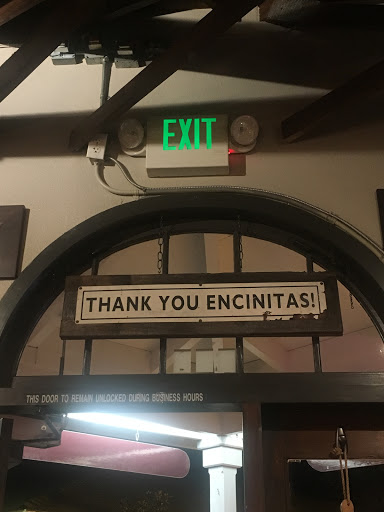 EXIT
THANK YOU ENCINITAS!
THIS DOOR TO REMAIN UNLOCKED DURING BUSINESS HOURS